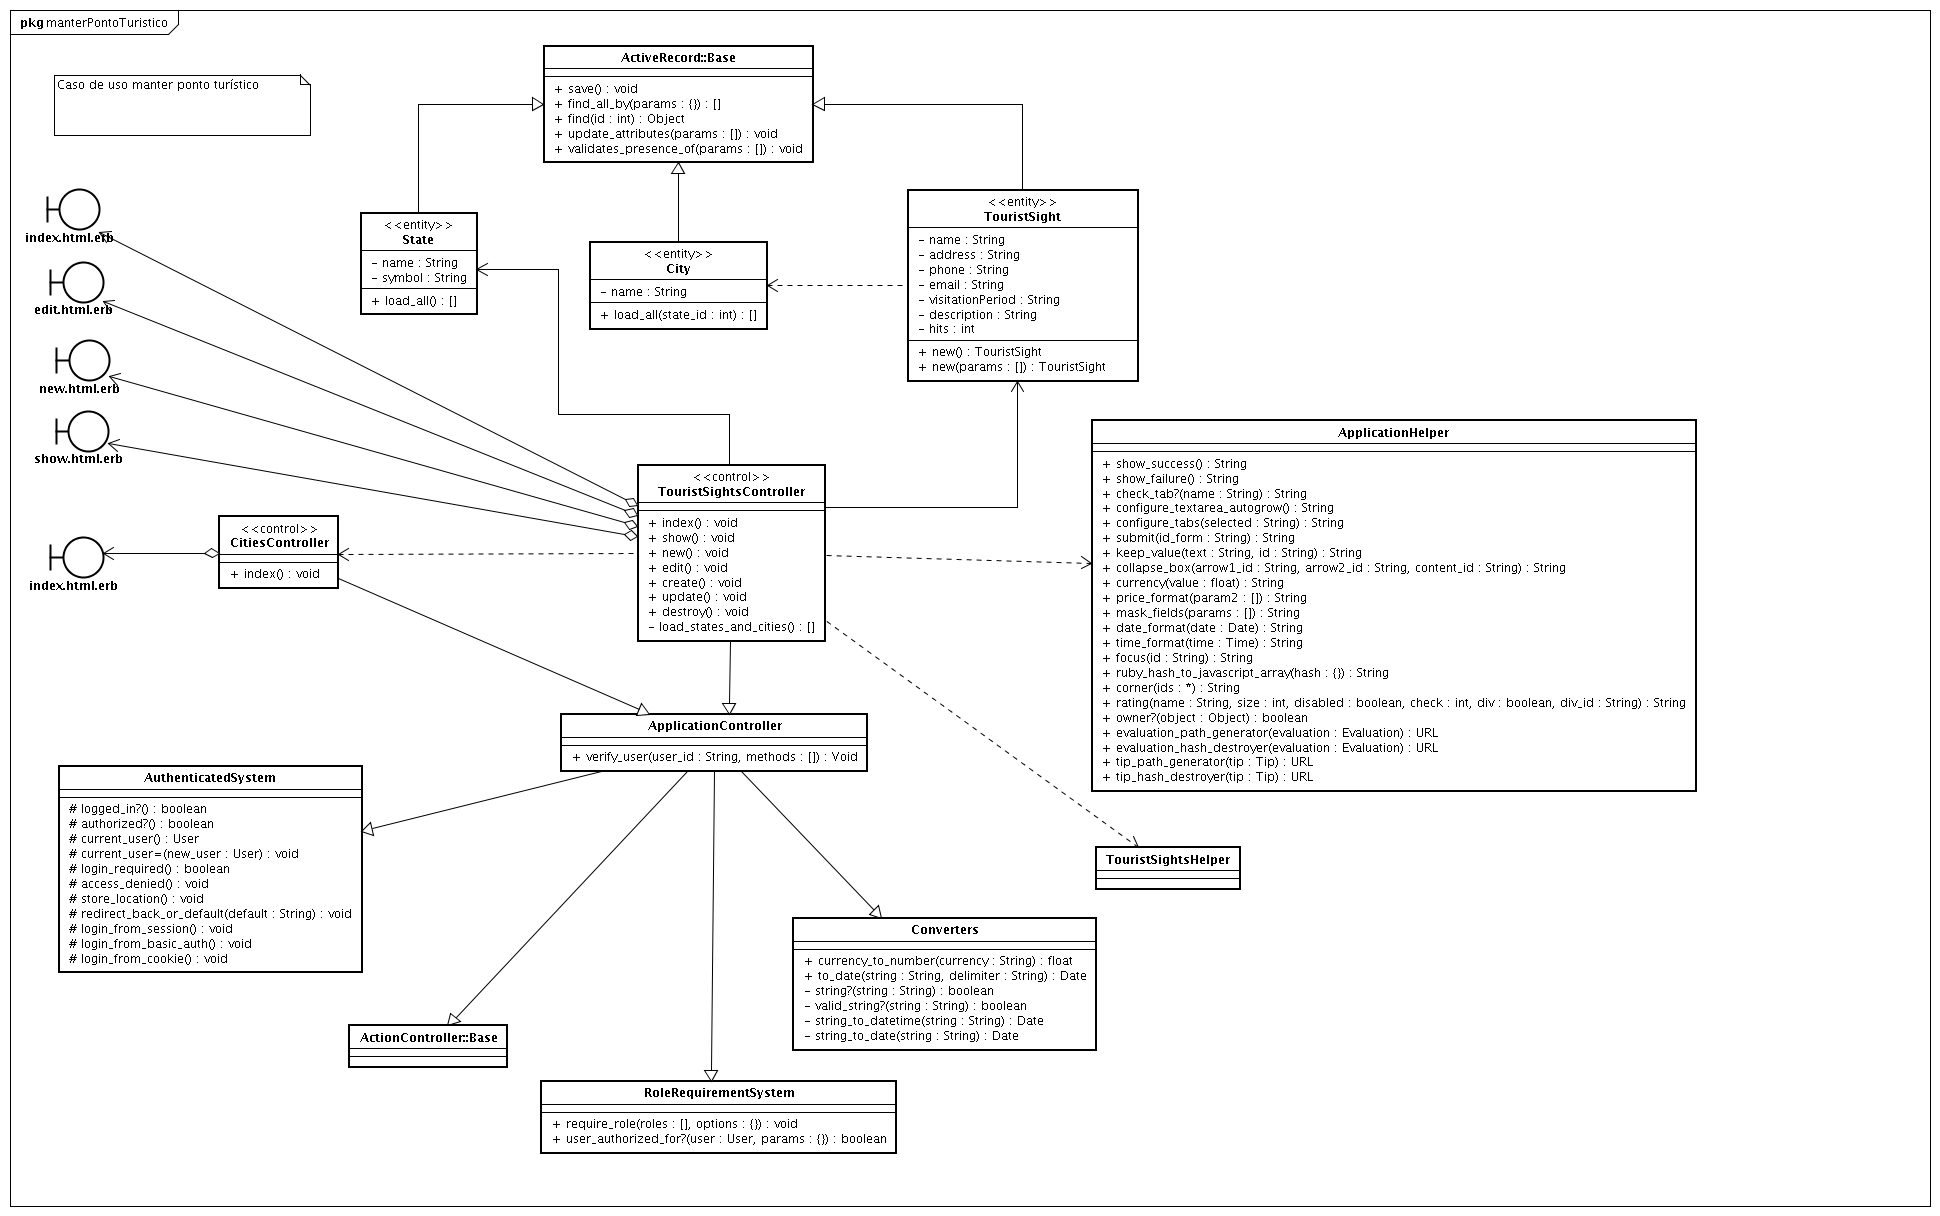 pkg manterPontoTuristico
Caso de uso manter ponto turístico
ActiveRecord::Base
+ save() : void
+ find_all_by(params : {}) : []
+ find(id : int) : Object
+ update_attributes(params : []) : void
+ validates_presence_of(params : []) : void
<<entity>>
State
- name : String
- symbol : String
+ load_all() : []
<<entity>>
City
- name : String
+ load_all(state_id : int) : []
<<entity>>
TouristSight
- name : String
- address : String
- phone : String
- email : String
- visitationPeriod : String
- description : String
- hits : int
+ new() : TouristSight
+ new(params : []) : TouristSight
index.html.erb
edit.html.erb
new.html.erb
show.html.erb
index.html.erb
<<control>>
CitiesController
+ index() : void
<<control>>
TouristSightsController
+ index() : void
+ show() : void
+ new() : void
+ edit() : void
+ create() : void
+ update() : void
+ destroy() : void
- load_states_and_cities() : []
ApplicationHelper
+ show_success() : String
+ show_failure() : String
+ check_tab?(name : String) : String
+ configure_textarea_autogrow() : String
+ configure_tabs(selected : String) : String
+ submit(id_form : String) : String
+ keep_value(text : String, id : String) : String
+ collapse_box(arrow1_id : String, arrow2_id : String, content_id : String) : String
+ currency(value : float) : String
+ price_format(param2 : []) : String
+ mask_fields(params : []) : String
+ date_format(date : Date) : String
+ time_format(time : Time) : String
+ focus(id : String) : String
+ ruby_hash_to_javascript_array(hash : {}) : String
+ corner(ids : *) : String
+ rating(name : String, size : int, disabled : boolean, check : int, div : boolean, div_id : String) : String
+ owner?(object : Object) : boolean
+ evaluation_path_generator(evaluation : Evaluation) : URL
+ evaluation_hash_destroyer(evaluation : Evaluation) : URL
+ tip_path_generator(tip : Tip) : URL
+ tip_hash_destroyer(tip : Tip) : URL
ApplicationController
+ verify_user(user_id : String, methods : []) : Void
AuthenticatedSystem
# logged_in?() : boolean
# authorized?() : boolean
# current_user() : User
# current_user=(new_user : User) : void
# login_required() : boolean
# access_denied() : void
# store_location() : void
# redirect_back_or_default(default : String) : void
# login_from_session() : void
# login_from_basic_auth() : void
# login_from_cookie() : void
TouristSightsHelper
Converters
+ currency_to_number(currency : String) : float
+ to_date(string : String, delimiter : String) : Date
- string?(string : String) : boolean
- valid_string?(string : String) : boolean
- string_to_datetime(string : String) : Date
- string_to_date(string : String) : Date
ActionController::Base
RoleRequirementSystem
+ require_role(roles : [], options : {}) : void
+ user_authorized_for?(user : User, params : {}) : boolean